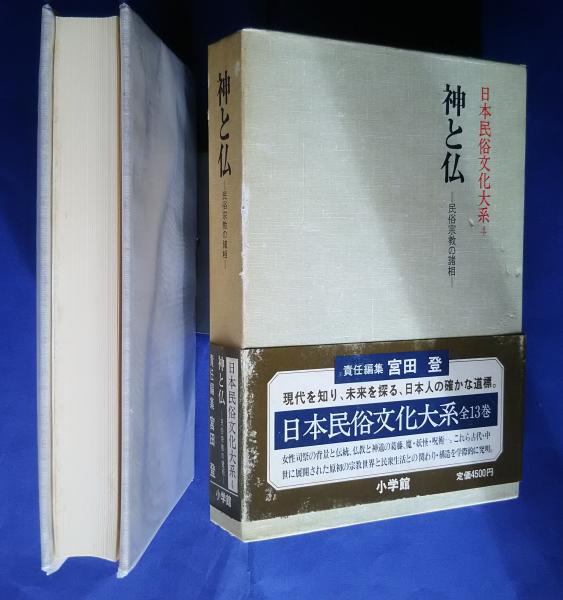 日本民俗文化大系 4
神と仏
―民俗宗教の諸相―
責任編集 宮田 登
現代を知り、未来を探る、日本人の確かな道標。
日本民俗文化大系 全13巻
女性司祭の背景と伝統、仏教と神道の葛藤、魔・妖怪・呪術…。これら古代・中
世に展開された原初の宗教世界と民衆生活との関わり・構造を学際的に究明。
小学館
定価4500円
神と仏
―民俗宗教の諸相―
日本民俗文化大系
神と仏
責任編集 宮田 登
小学館